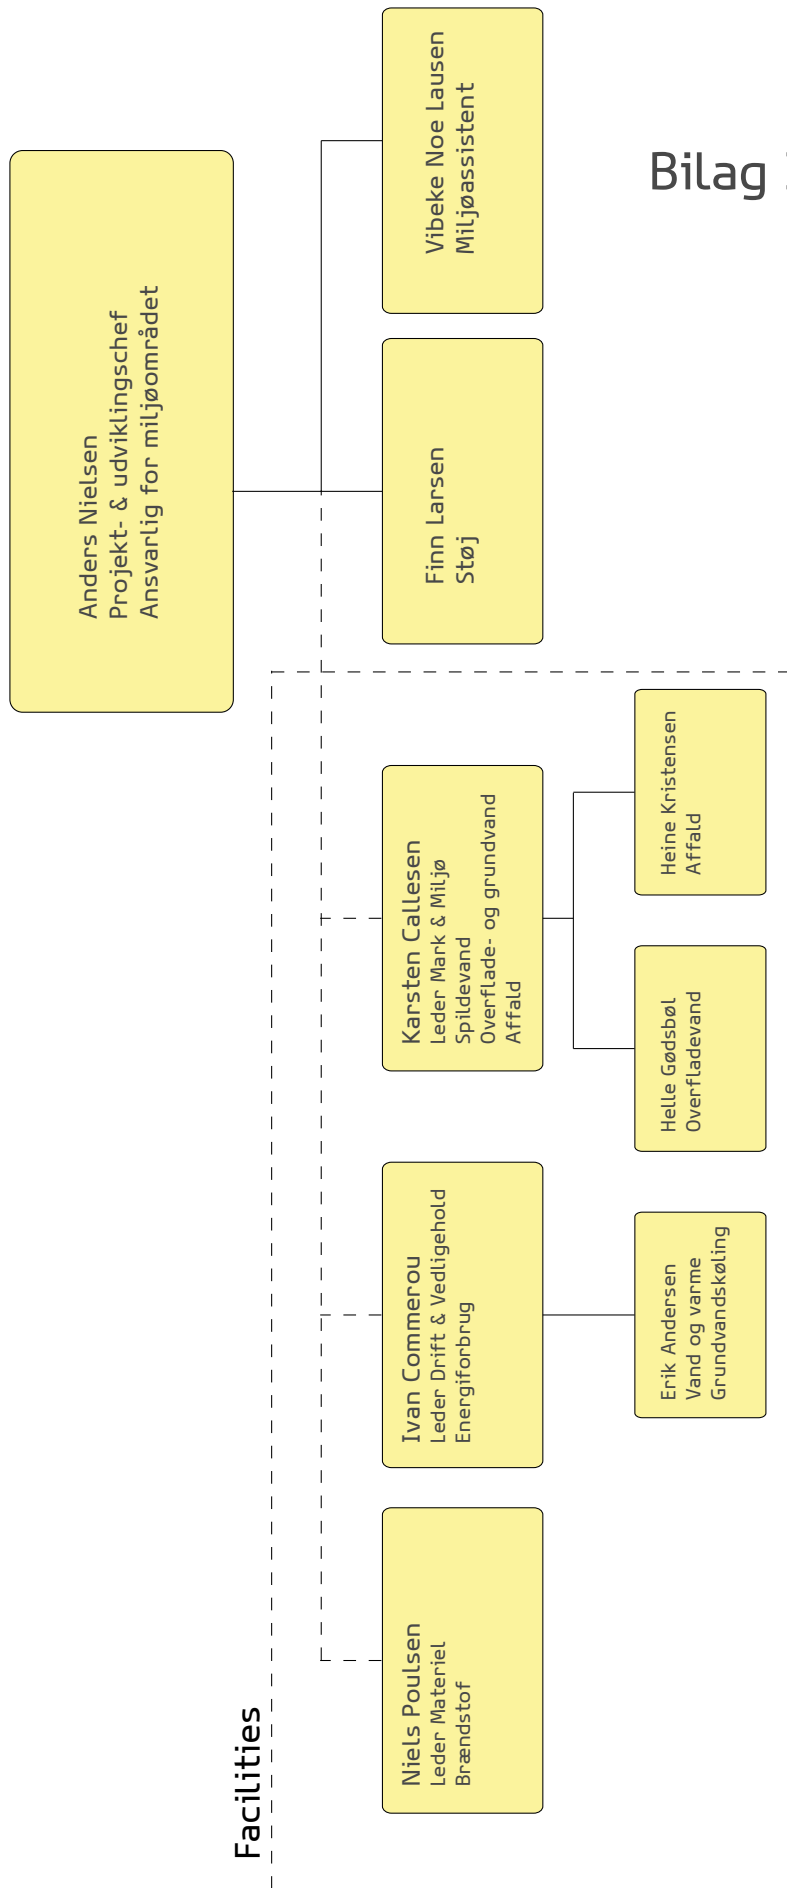 Anders Nielsen
Projekt- & udviklingschef
Ansvarlig for miljøområdet
Facilities
Niels Poulsen
Leder Materiel
Brændstof
Ivan Commerou
Leder Drift & Vedligehold
Energiforbrug
Karsten Callesen
Leder Mark & Miljø
Spildevand
Overflade- og grundvand
Affald
Finn Larsen
Støj
Vibeke Noe Lausen
Miljøassistent
Erik Andersen
Vand og varme
Grundvandskøling
Helle Gødsbøl
Overfladevand
Heine Kristensen
Affald
Bilag